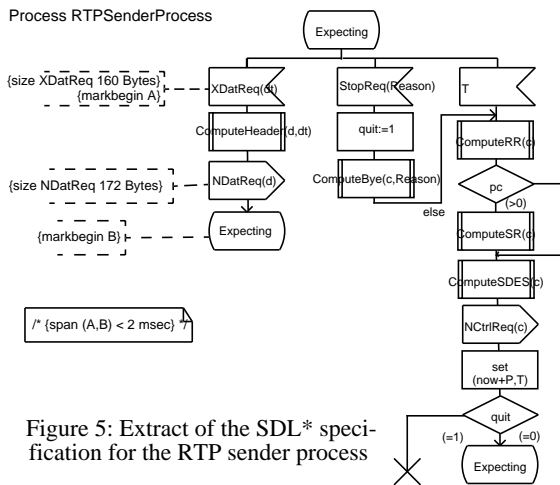 Process RTPSenderProcess
Expecting
{size XDatReq 160 Bytes}
{markbegin A}
XDatReq(dt)
StopReq(Reason)
T
ComputeHeader(d,dt)
quit:=1
ComputeRR(c)
{size NDatReq 172 Bytes}
NDatReq(d)
ComputeBye(c,Reason)
pc
else
(>0)
{markbegin B}
Expecting
ComputeSR(c)
ComputeSDES(c)
/* {span (A,B) < 2 msec} */
NCtrlReq(c)
set
(now+P,T)
quit
(=1)
(=0)
Expecting
Figure 5: Extract of the SDL* speci-
fication for the RTP sender process